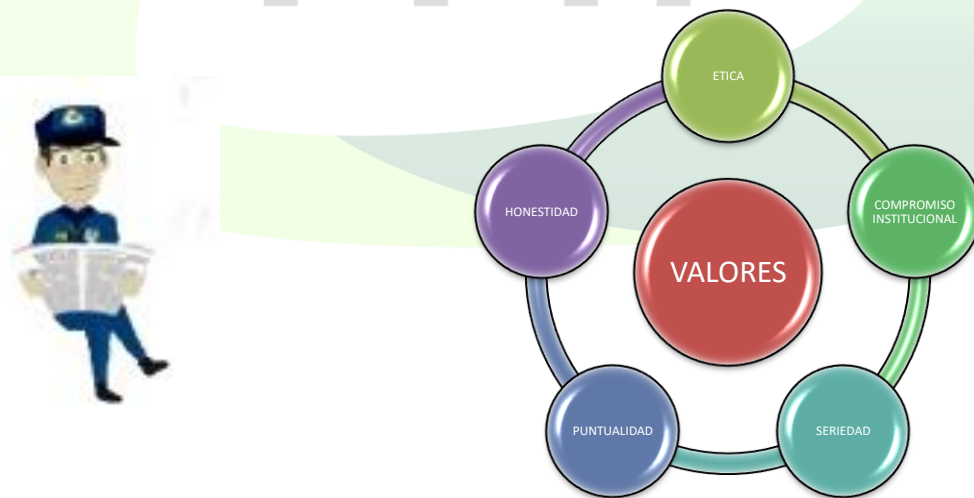 ETICA
COMPROMISO
INSTITUCIONAL
SERIEDAD
PUNTUALIDAD
HONESTIDAD
VALORES